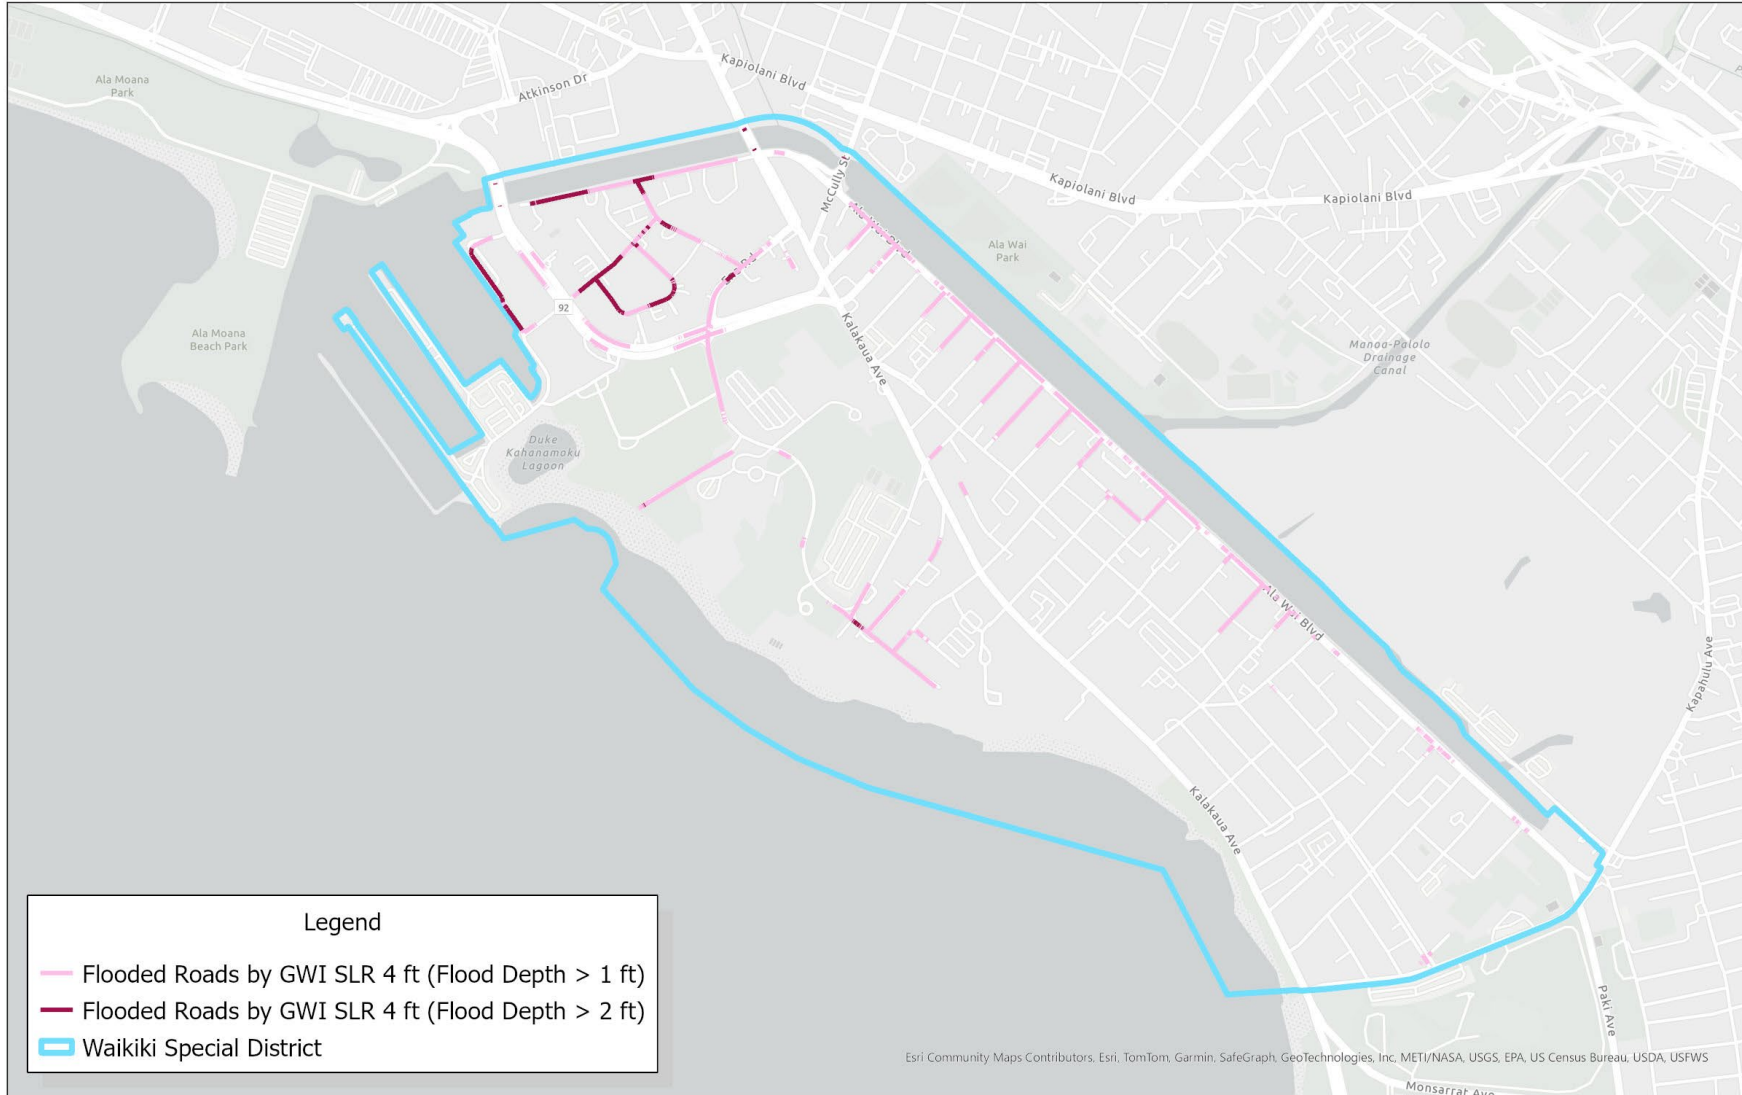 Kapiolani Blvd
Ala Moana
Park
Atkinson Dr
McCully St
Kapiolani Blvd
Kapiolani Blvd
Ala Wai Blvd
Ala Wai
Park
92
Ala Moana
Beach Park
Kalakaua Ave
Manoa-Palolo
Drainage
Canal
Duke
Kahanamoku
Lagoon
Ala Wai Blvd
Kapahulu Ave
Kalakaua Ave
Legend
Flooded Roads by GWI SLR 4 ft (Flood Depth > 1 ft)
Flooded Roads by GWI SLR 4 ft (Flood Depth > 2 ft)
Waikiki Special District
Paki Ave
Esri Community Maps Contributors, Esri, TomTom, Garmin, SafeGraph, GeoTechnologies, Inc, METI/NASA, USGS, EPA, US Census Bureau, USDA, USFWS
Monsarrat Ave